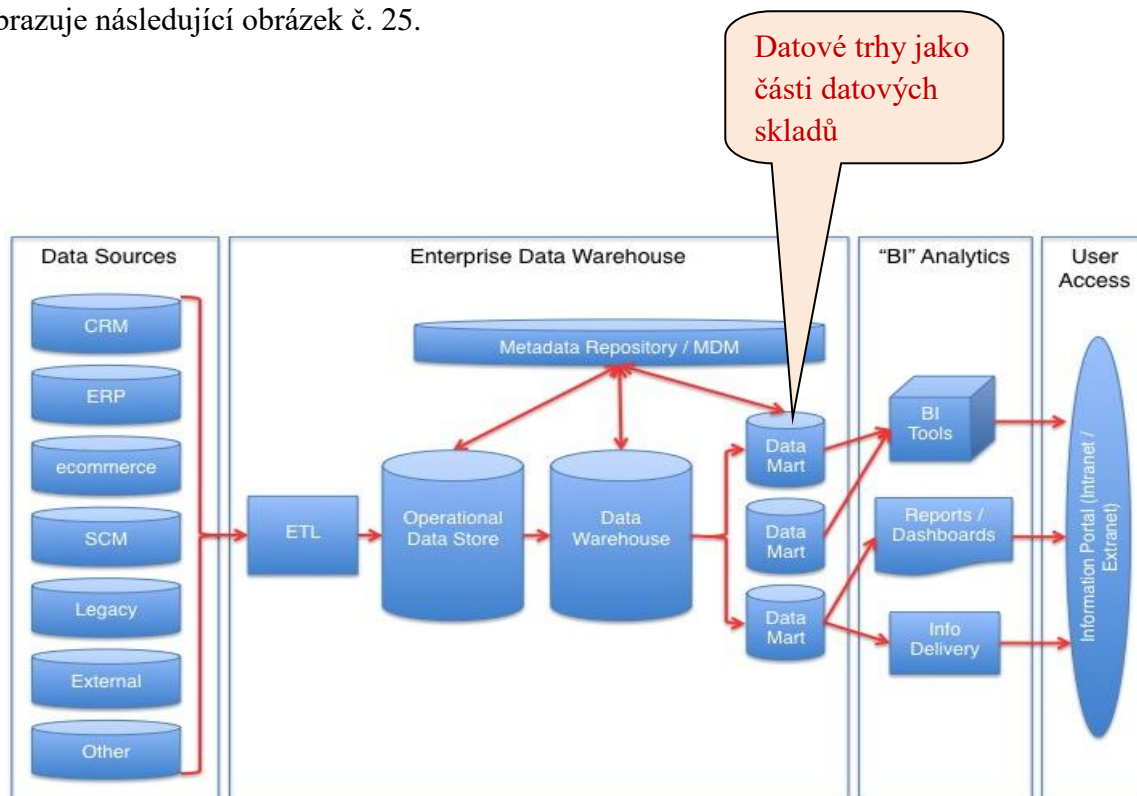 brazuje následující obrázek č. 25.
Datové trhy jako
části datových
skladů
Data Sources
CRM
ERP
ecommerce
SCM
Legacy
External
Other
Enterprise Data Warehouse
Metadata Repository / MDM
ETL
Operational
Data Store
Data
Warehouse
Data
Mart
Data
Mart
Data
Mart
"BI" Analytics
BI
Tools
Reports /
Dashboards
Info
Delivery
User
Access
Information Portal (Intranet /
Extranet)